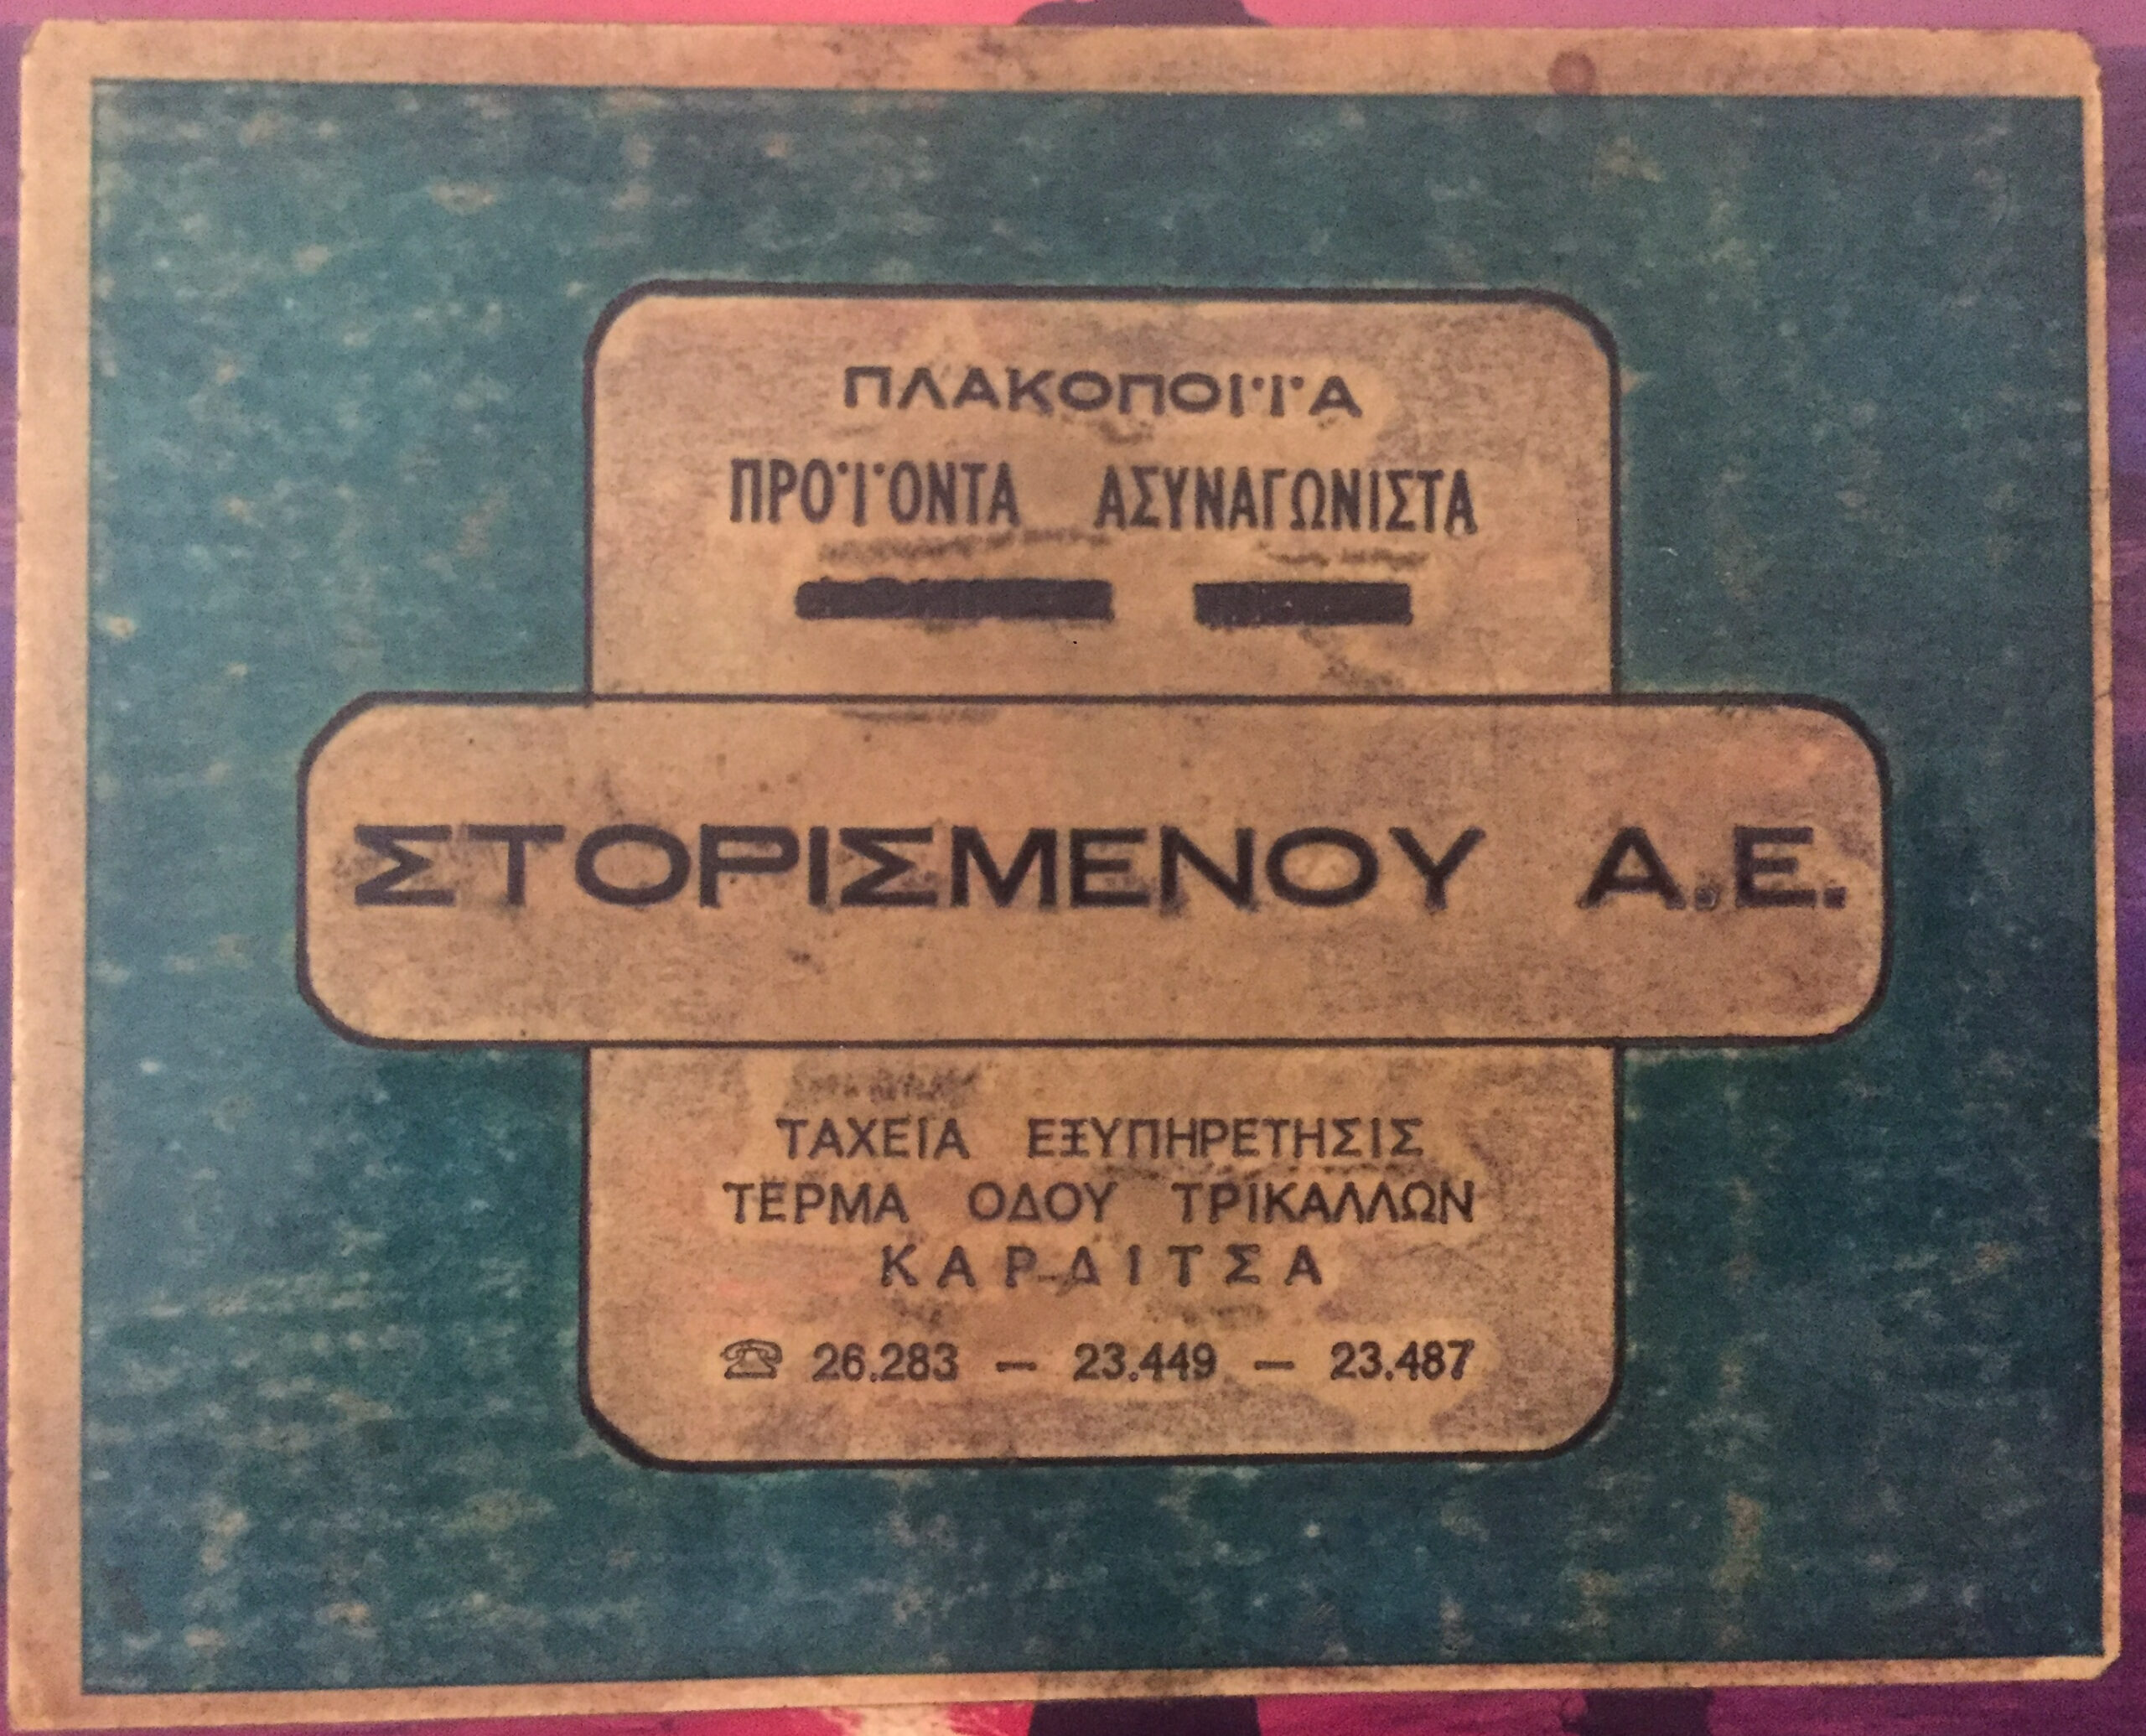 ΠΛΑΚΟΠΟΙΪΑ
ΠΡΟΪΟΝΤΑ ΑΣΥΝΑΓΩΝΙΣΤΑ
ΣΤΟΡΙΣΜΕΝΟΥ Α.Ε.
ΤΑΧΕΙΑ ΕΞΥΠΗΡΕΤΗΣΙΣ
ΤΕΡΜΑ ΟΔΟΥ ΤΡΙΚΑΛΛΩΝ
ΚΑΡΔΙΤΣΑ
☎ 26.283 — 23.449 — 23.487